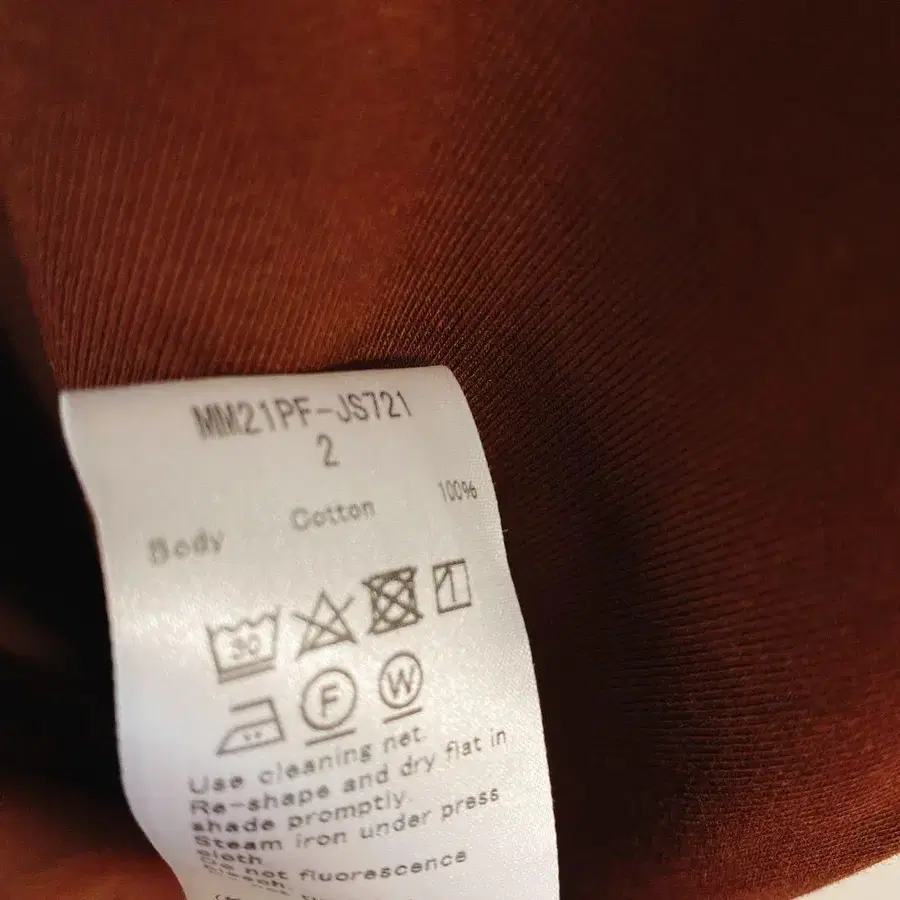 MM21PF-JS721
2
Body Cotton 100%
30
F W
Use cleaning net.
Re-shape and dry flat in
shade promptly.
Steam iron under press
cloth.
Do not fluorescence